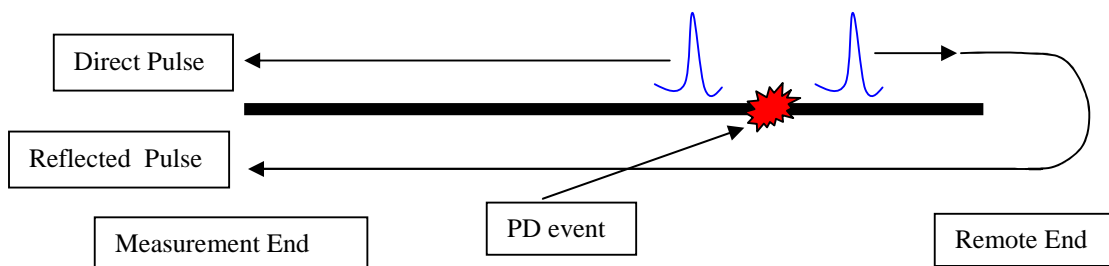 Direct Pulse
Reflected Pulse
Measurement End
PD event
Remote End